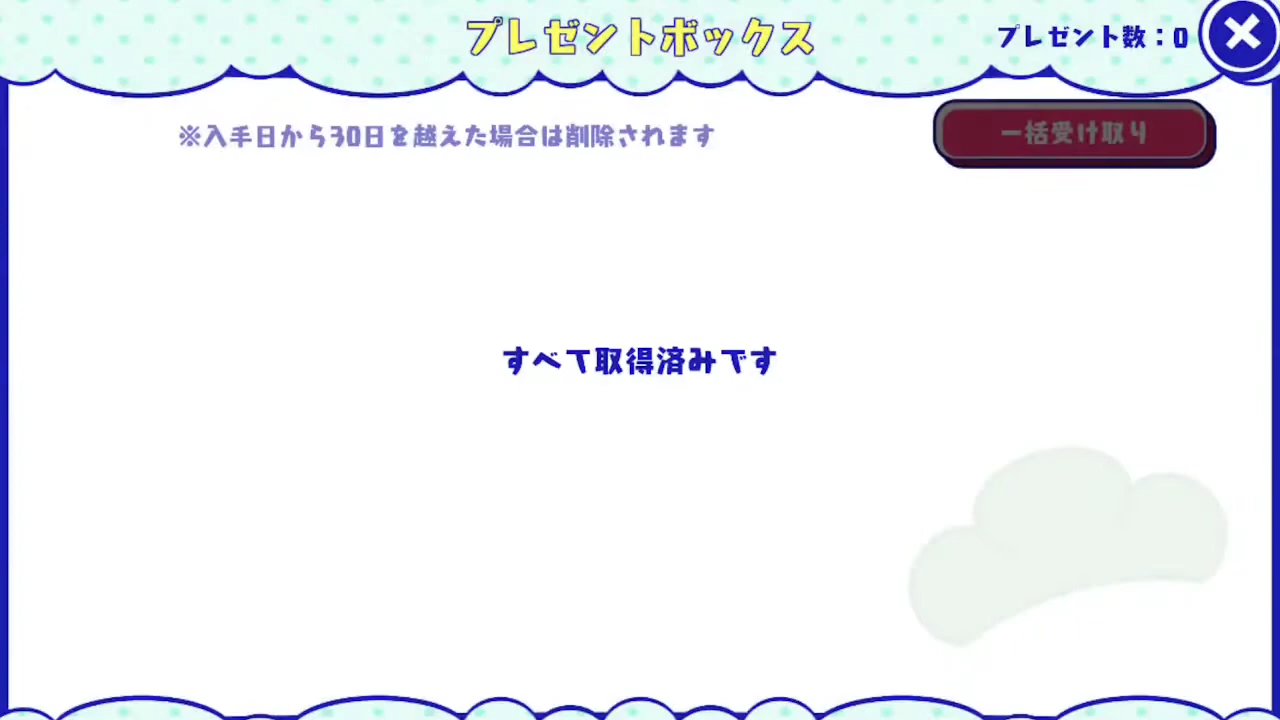 プレゼントボックス
プレゼント数：0
※入手日から30日を越えた場合は削除されます
一括受け取り
すべて取得済みです